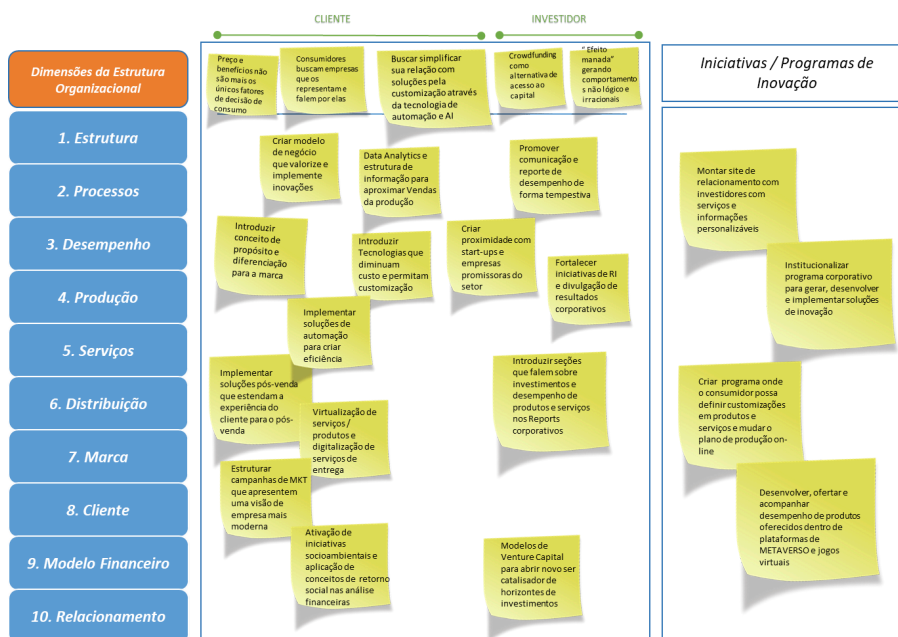 CLIENTE
INVESTIDOR
Dimensões da Estrutura
Organizacional
Preço e
benefícios não
são mais os
únicos fatores
de decisão de
consumo
Consumidores
buscam empresas
que os
representam e
falem por elas
Buscar simplificar
sua relação com
soluções pela
customização através
da tecnologia de
automação e AI
Crowdfunding
como
alternativa de
acesso ao
capital
" Efeito
manada"
gerando
comportamento
s não lógico e
irracionais
Iniciativas / Programas de
Inovação
1. Estrutura
2. Processos
3. Desempenho
4. Produção
5. Serviços
6. Distribuição
7. Marca
8. Cliente
9. Modelo Financeiro
10. Relacionamento
Criar modelo
de negócio
que valorize e
implemente
inovações
Data Analytics e
estrutura de
informação para
aproximar Vendas
da produção
Promover
comunicação e
reporte de
desempenho de
forma tempestiva
Introduzir
conceito de
propósito e
diferenciação
para a marca
Introduzir
Tecnologias que
diminuam
custo e permitam
customização
Criar
proximidade com
start-ups e
empresas
promissoras do
setor
Fortalecer
iniciativas de RI
e divulgação de
resultados
corporativos
Implementar
soluções de
automação
para criar
eficiência
Implementar
soluções pós-venda
que estendam a
experiência do
cliente para o pós-
venda
Virtualização de
serviços /
produtos e
digitalização de
serviços de
entrega
Introduzir seções
que falem sobre
investimentos e
desempenho de
produtos e serviços
nos Reports
corporativos
Estruturar
campanhas de MKT
que apresentem
uma visão de
empresa mais
moderna
Ativação de
iniciativas
socioambientais e
aplicação de
conceitos de retorno
social nas análise
financeiras
Modelos de
Venture Capital
para abrir novo ser
catalisador de
horizontes de
investimentos
Montar site de
relacionamento com
investidores com
serviços e
informações
personalizáveis
Institucionalizar
programa corporativo
para gerar, desenvolver
e implementar soluções
de inovação
Criar programa onde
o consumidor possa
definir customizações
em produtos e
serviços e mudar o
plano de produção on-
line
Desenvolver, ofertar e
acompanhar
desempenho de produtos
oferecidos dentro de
plataformas de
METAVERSO e jogos
virtuais